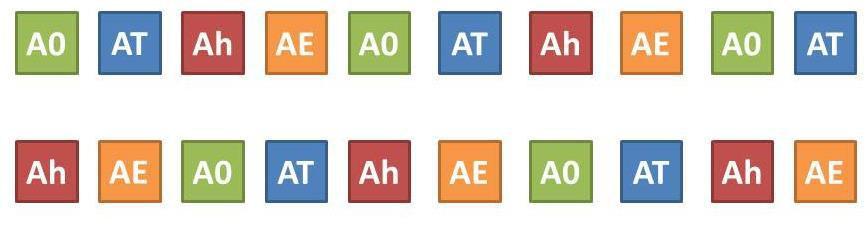 A0 AT Ah AE A0 AT Ah AE A0 AT
Ah AE A0 AT Ah AE A0 AT Ah AE